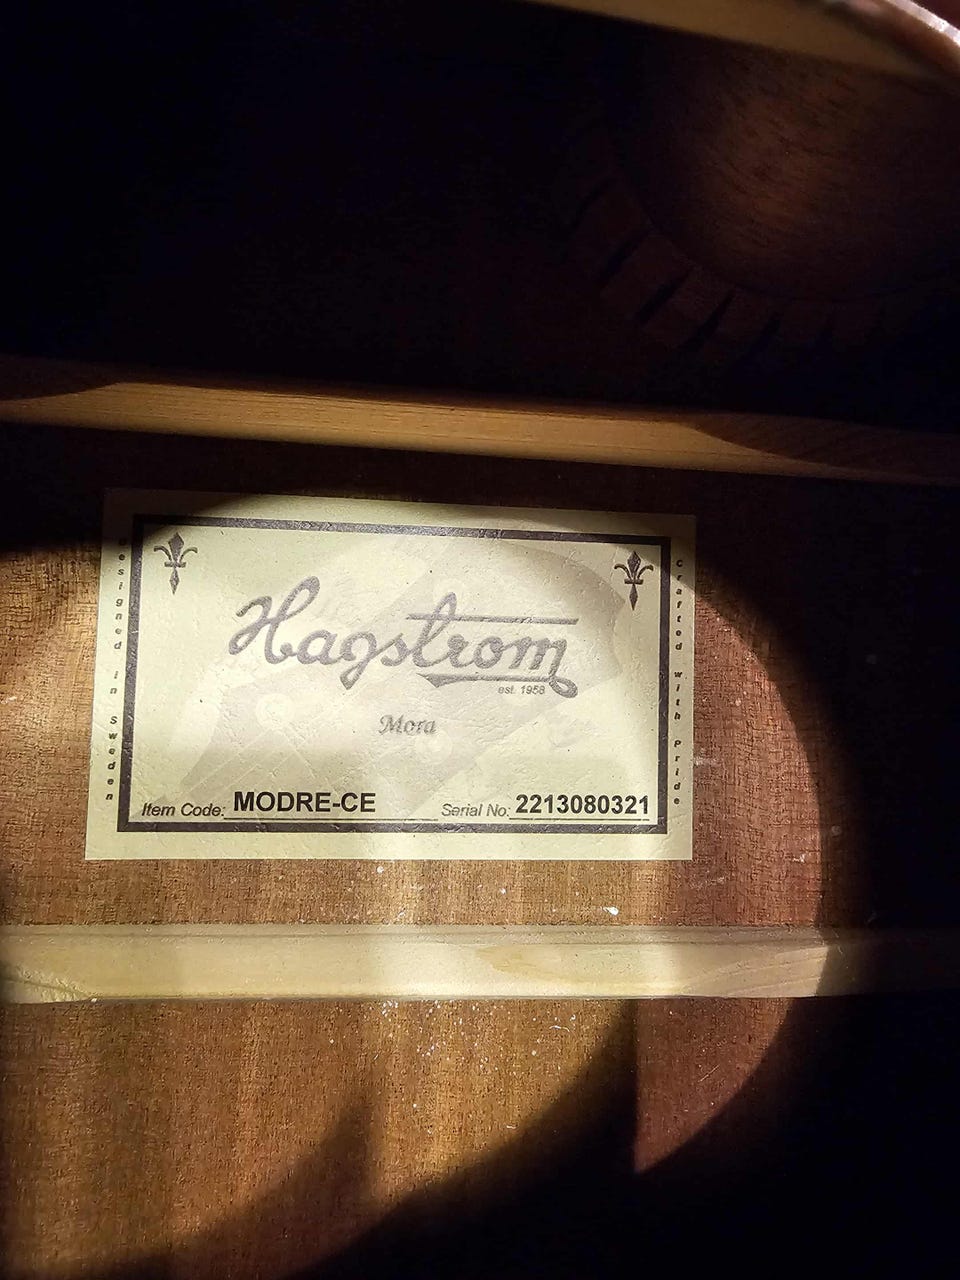 Hagstrom
est. 1958
Mora
Item Code: MODRE-CE Serial No: 2213080321
Designed in Sweden
Crafted with Pride